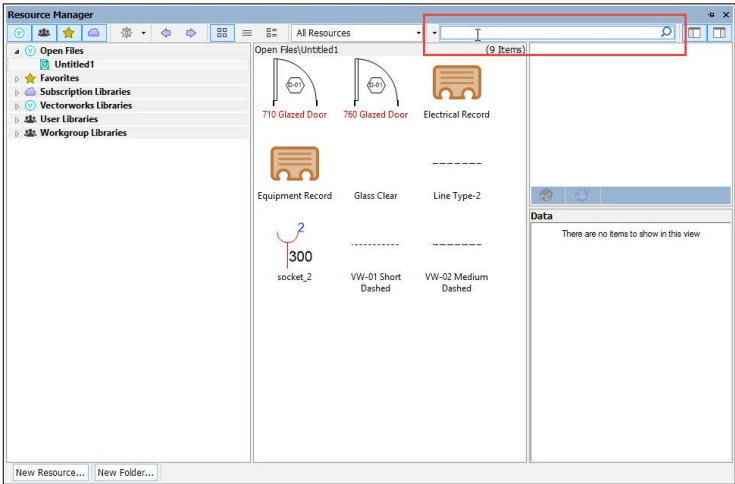 Resource Manager
All Resources
Open Files
Untitled1
Favorites
Subscription Libraries
Vectorworks Libraries
User Libraries
Workgroup Libraries
Open Files\Untitled1 (9 Items)
D-01 D-01
710 Glazed Door 760 Glazed Door Electrical Record
Equipment Record Glass Clear Line Type-2
2
300
socket_2 VW-01 Short Dashed VW-02 Medium Dashed
Data
There are no items to show in this view
New Resource... New Folder...